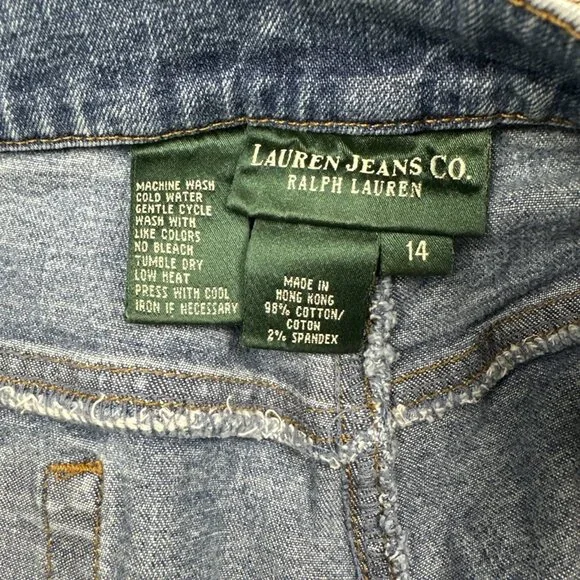 LAUREN JEANS CO.
RALPH LAUREN
MACHINE WASH
COLD WATER
GENTLE CYCLE
WASH WITH
LIKE COLORS
NO BLEACH
TUMBLE DRY
LOW HEAT
PRESS WITH COOL
IRON IF NECESSARY
14
MADE IN
HONG KONG
98% COTTON/
COTON
2% SPANDEX